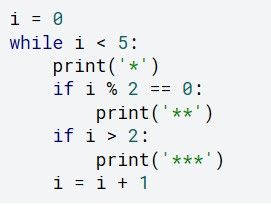 i = 0
while i < 5:
    print('*')
    if i % 2 == 0:
        print('**')
    if i > 2:
        print('***')
    i = i + 1